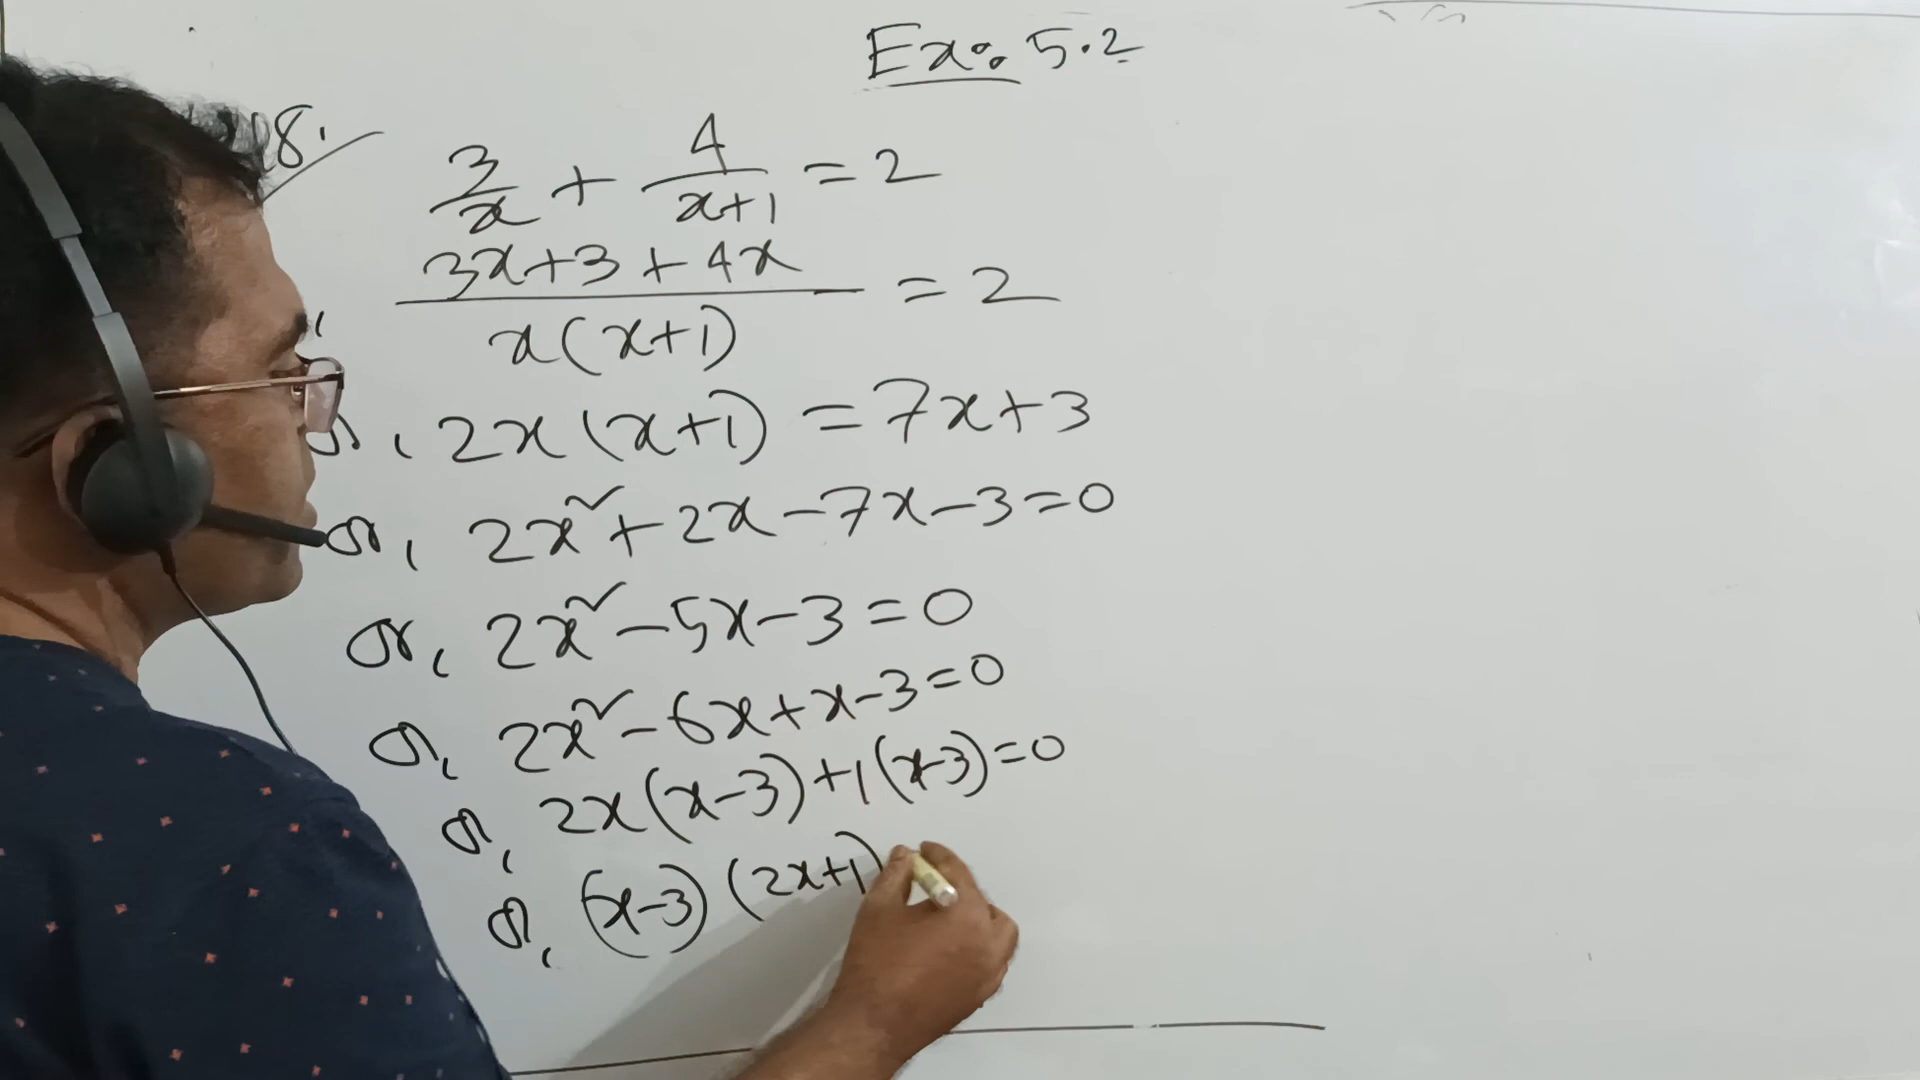 Ex: 5.2
8.
3/x + 4/(x+1) = 2
(3x+3+4x)/(x(x+1)) = 2
or, 2x(x+1) = 7x+3
or, 2x²+2x-7x-3=0
or, 2x²-5x-3=0
or, 2x²-6x+x-3=0
or, 2x(x-3)+1(x-3)=0
or, (x-3)(2x+1)